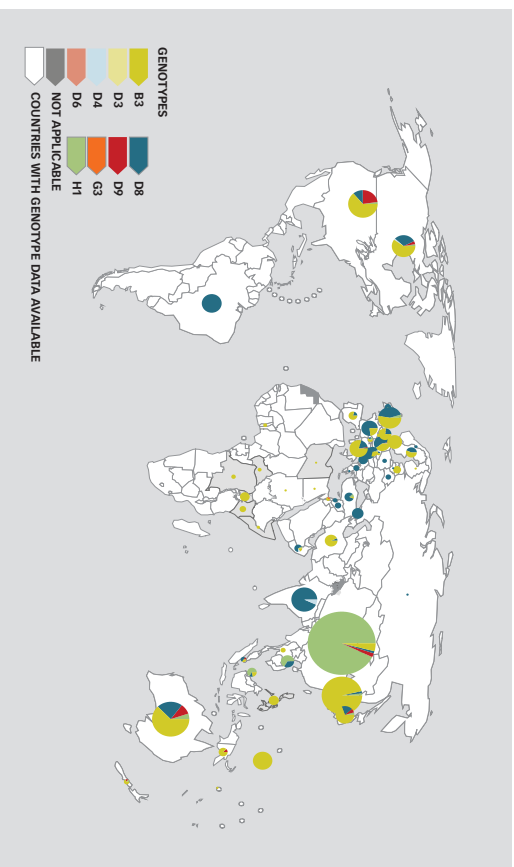 GENOTYPES
B3
D3
D4
D6
NOT APPLICABLE
COUNTRIES WITH GENOTYPE DATA AVAILABLE
D8
D9
G3
H1